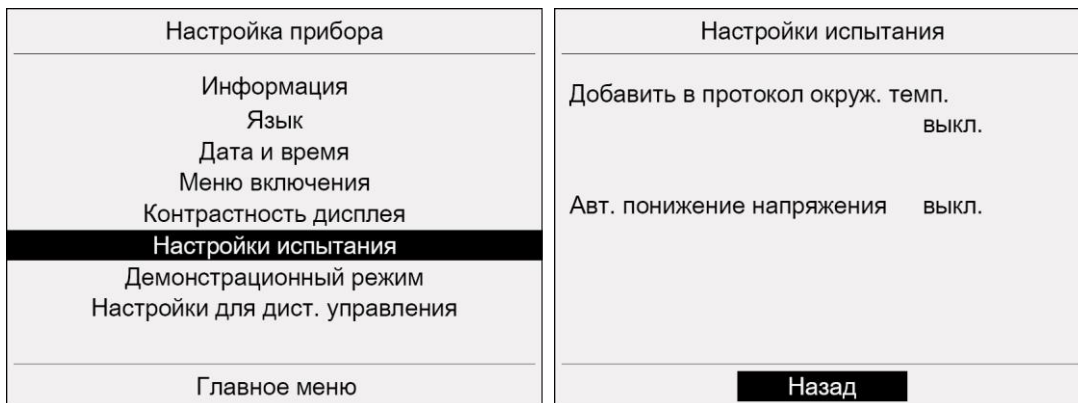 Настройка прибора
Информация
Язык
Дата и время
Меню включения
Контрастность дисплея
Настройки испытания
Демонстрационный режим
Настройки для дист. управления
Главное меню
Настройки испытания
Добавить в протокол окруж. темп.
выкл.
Авт. понижение напряжения выкл.
Назад